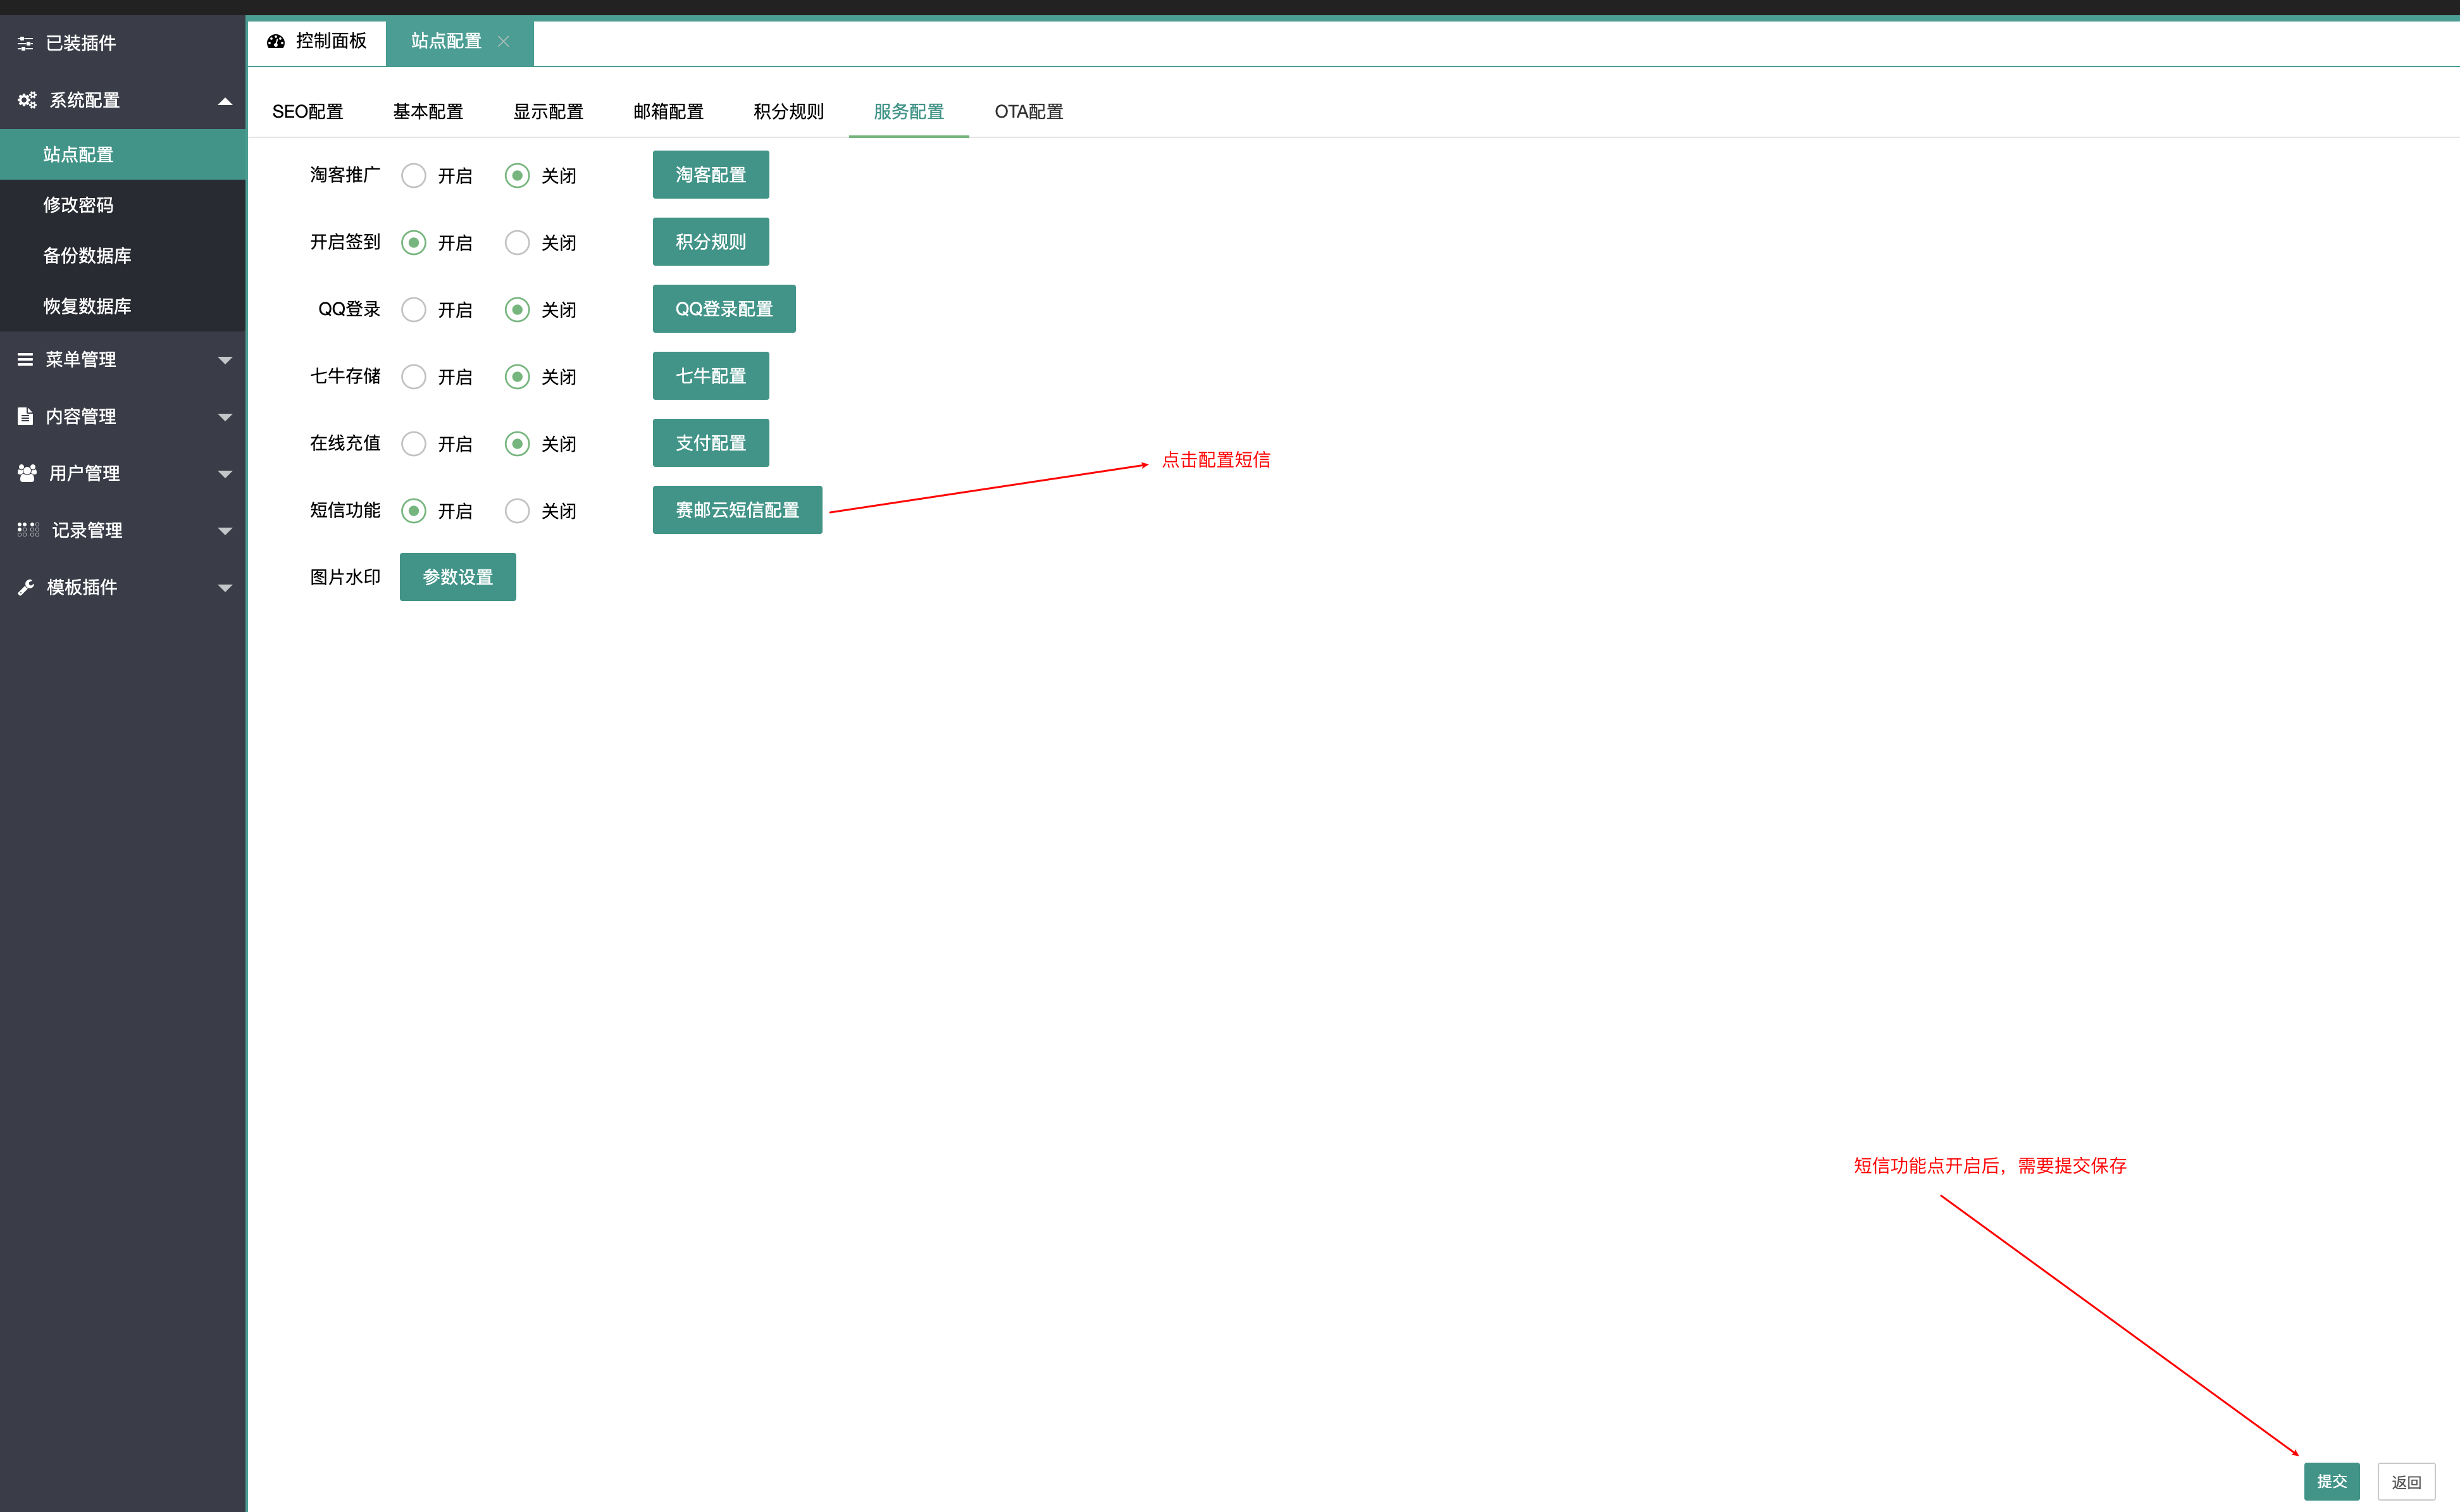 已装插件
系统配置
站点配置
修改密码
备份数据库
恢复数据库
菜单管理
内容管理
用户管理
记录管理
模板插件
控制面板 站点配置
SEO配置 基本配置 显示配置 邮箱配置 积分规则 服务配置 OTA配置
淘客推广 开启 关闭 淘客配置
开启签到 开启 关闭 积分规则
QQ登录 开启 关闭 QQ登录配置
七牛存储 开启 关闭 七牛配置
在线充值 开启 关闭 支付配置
点击配置短信
短信功能 开启 关闭 赛邮云短信配置
图片水印 参数设置
短信功能点开启后，需要提交保存
提交 返回